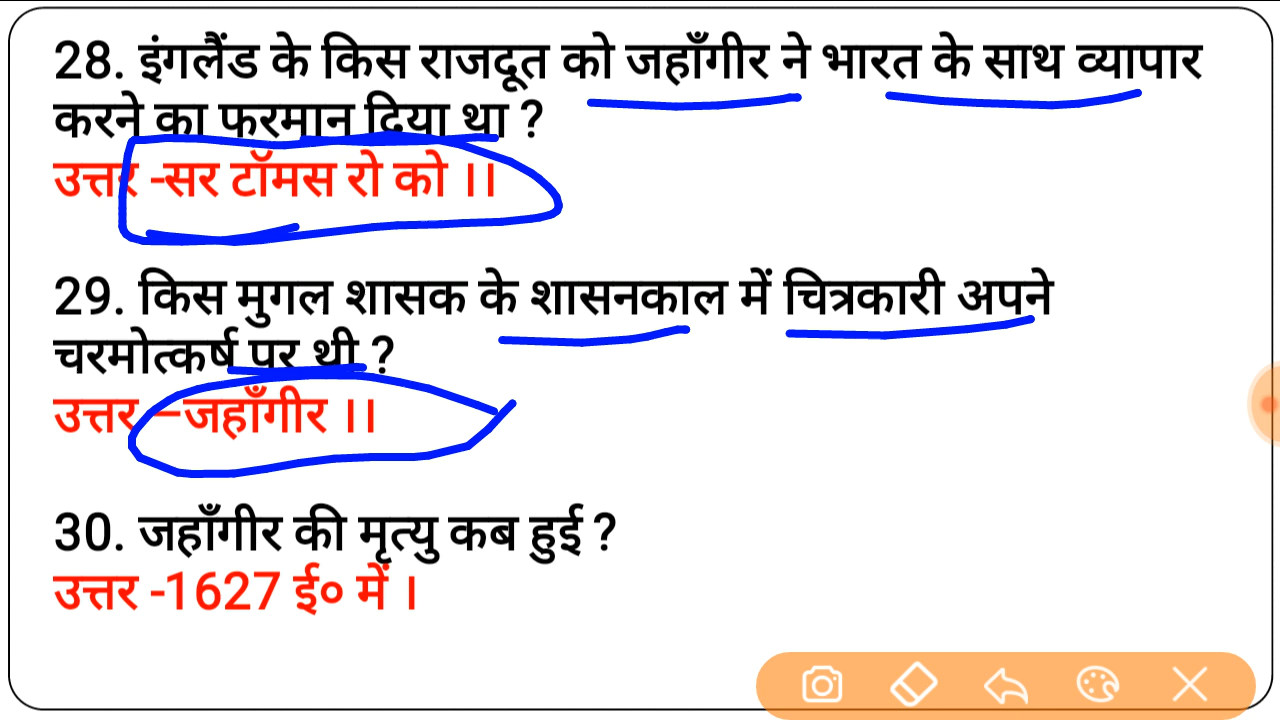 28. इंगलैंड के किस राजदूत को जहाँगीर ने भारत के साथ व्यापार
करने का फरमान दिया था ?
उत्तर -सर टॉमस रो को ।।
29. किस मुगल शासक के शासनकाल में चित्रकारी अपने
चरमोत्कर्ष पर थी ?
उत्तर –जहाँगीर ।।
30. जहाँगीर की मृत्यु कब हुई ?
उत्तर -1627 ई० में ।